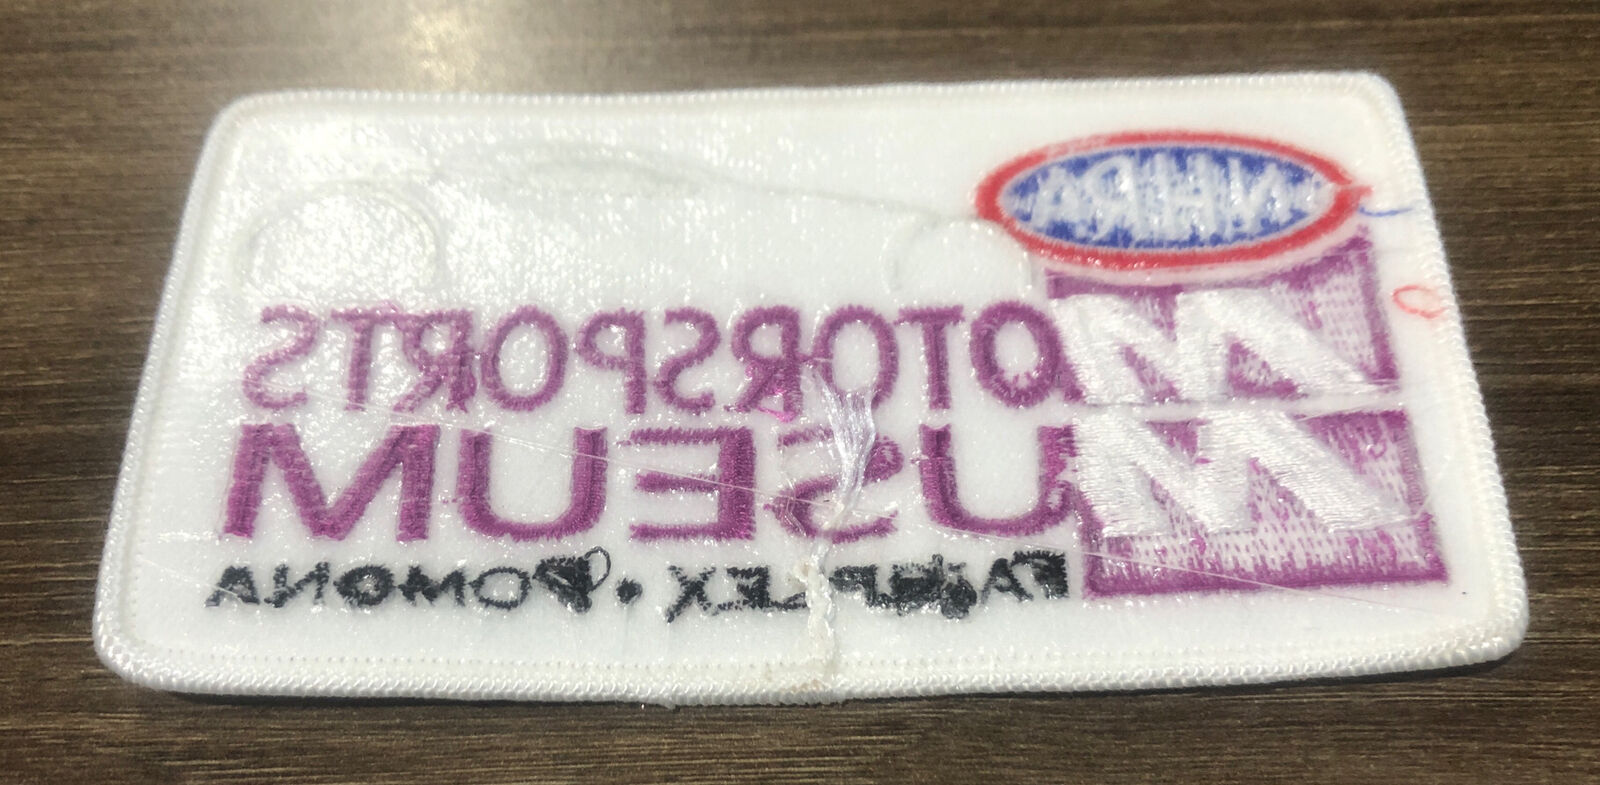 NHRA
MOTORSPORTS
MUSEUM
FAIRPLEX • POMONA